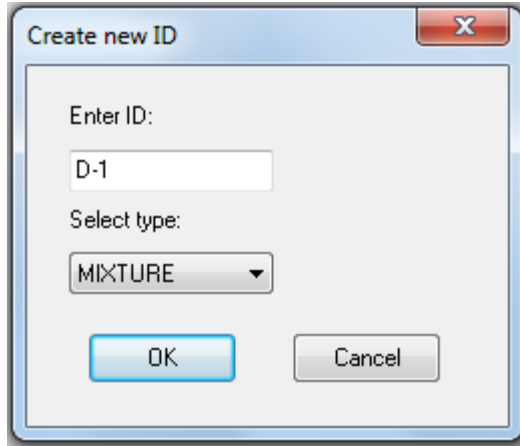 Create new ID
Enter ID:
D-1
Select type:
MIXTURE
OK
Cancel